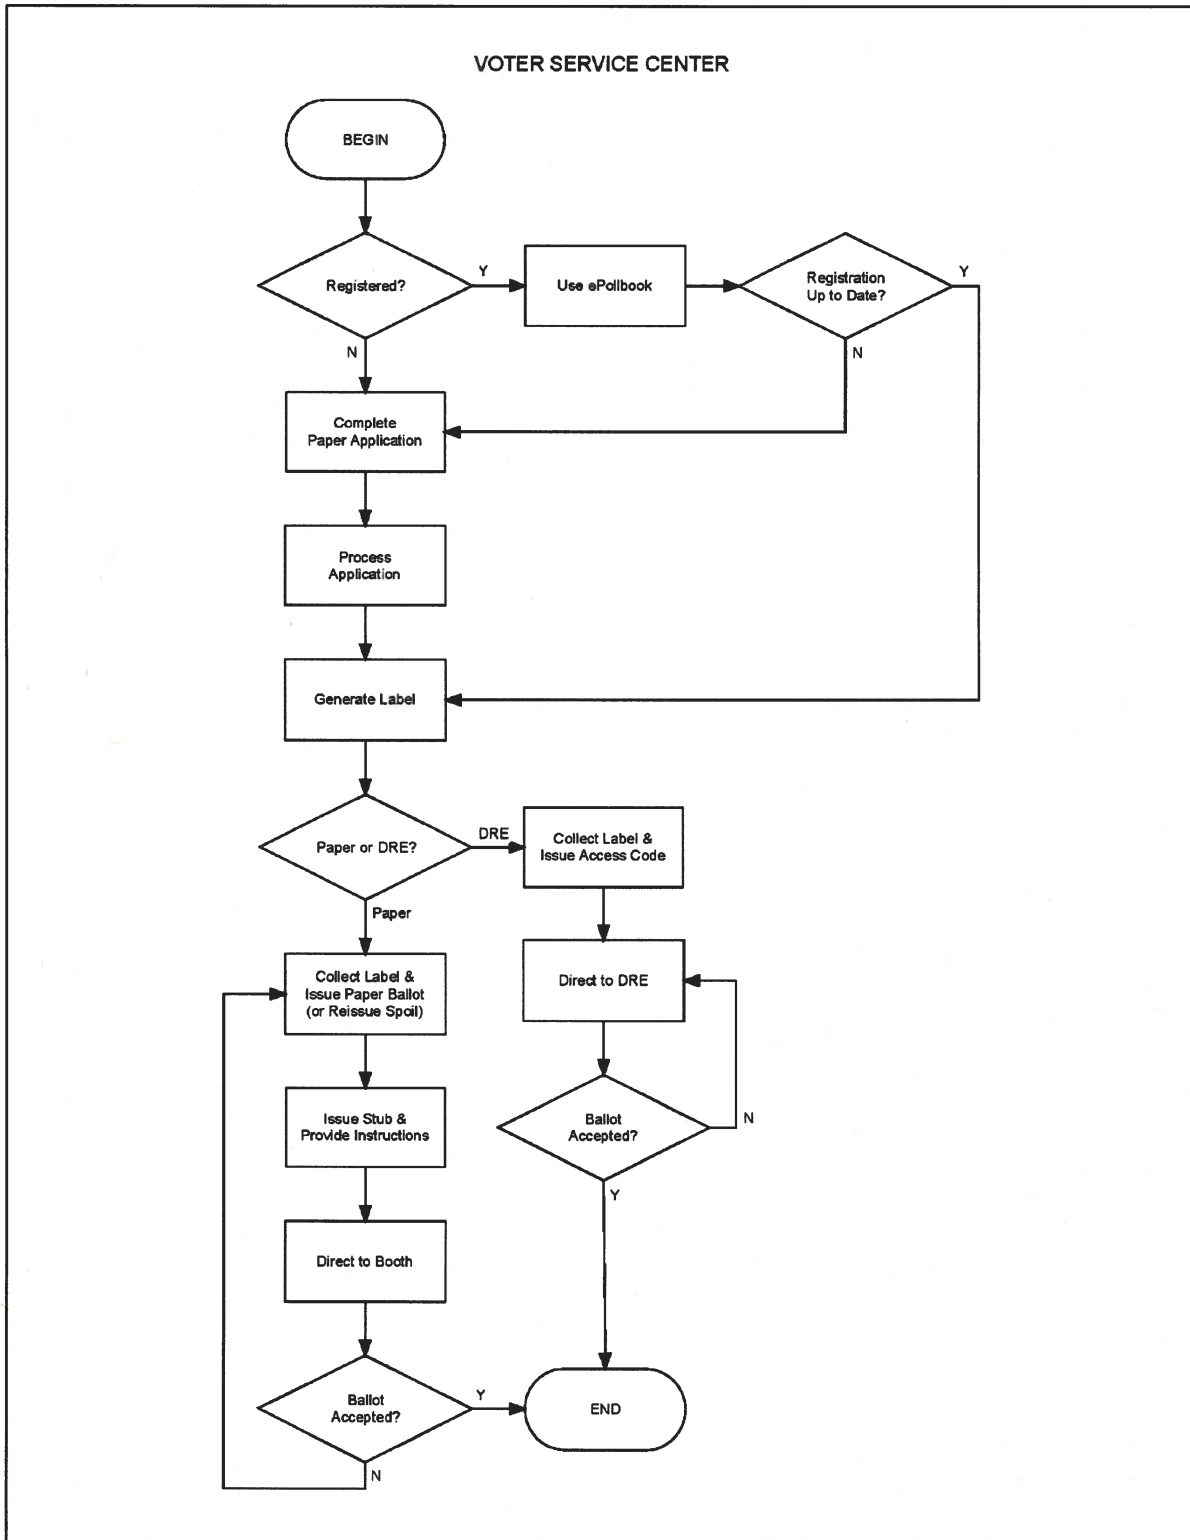 VOTER SERVICE CENTER
BEGIN
Registered?
Y
Use ePollbook
Registration
Up to Date?
Y
N
N
Complete
Paper Application
Process
Application
Generate Label
Paper or DRE?
DRE
Collect Label &
Issue Access Code
Paper
Collect Label &
Issue Paper Ballot
(or Reissue Spoil)
Direct to DRE
Issue Stub &
Provide Instructions
Ballot
Accepted?
N
Y
Direct to Booth
Ballot
Accepted?
Y
END
N